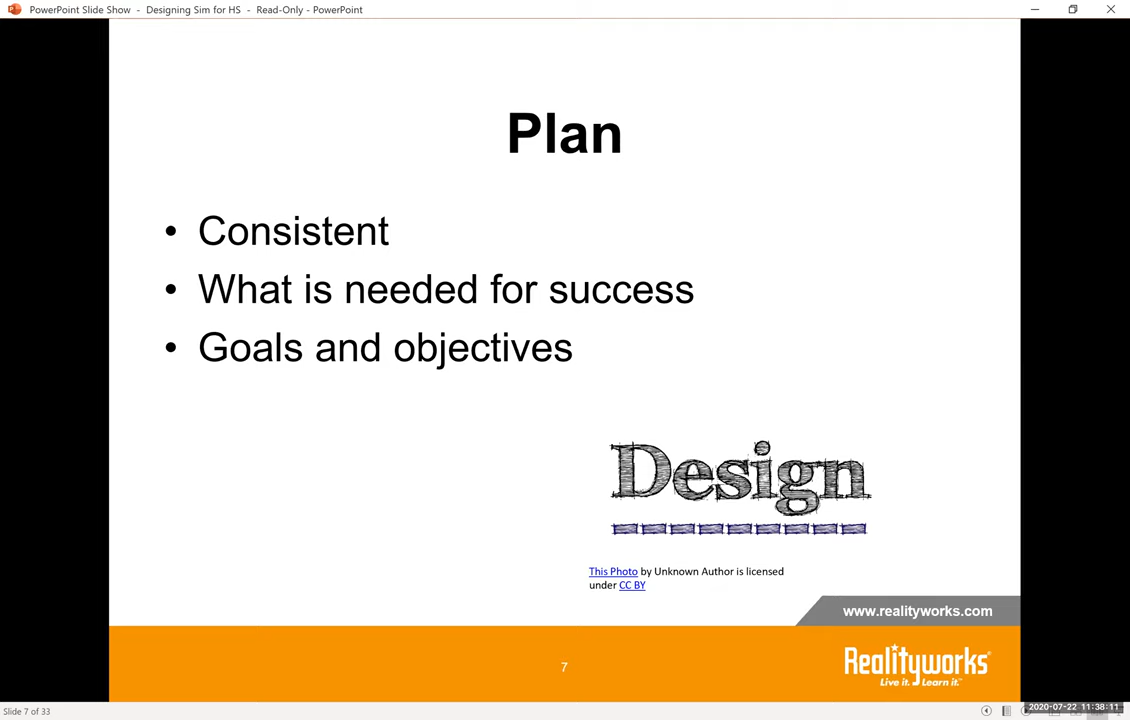 PowerPoint Slide Show - Designing Sim for HS - Read-Only - PowerPoint
Plan
• Consistent
• What is needed for success
• Goals and objectives
Design
This Photo by Unknown Author is licensed
under CC BY
www.realityworks.com
7
Realityworks®
Live it. Learn it.™
Slide 7 of 33
2020-07-22 11:38:11